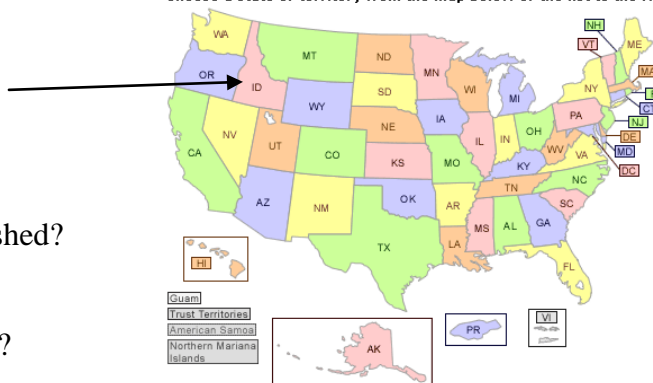 NH
WA
VT
ME
MT
ND
MN
OR
ID
SD
WI
NY
MA
WY
MI
IA
PA
NJ
NE
NV
OH
IL
IN
DE
UT
CO
WV
MD
CA
KS
MO
KY
VA
DC
NC
TN
AZ
NM
OK
AR
SC
MS
AL
GA
shed?
TX
LA
HI
FL
Guam
Trust Territories
American Samoa
Northern Mariana
Islands
VI
PR
?
AK